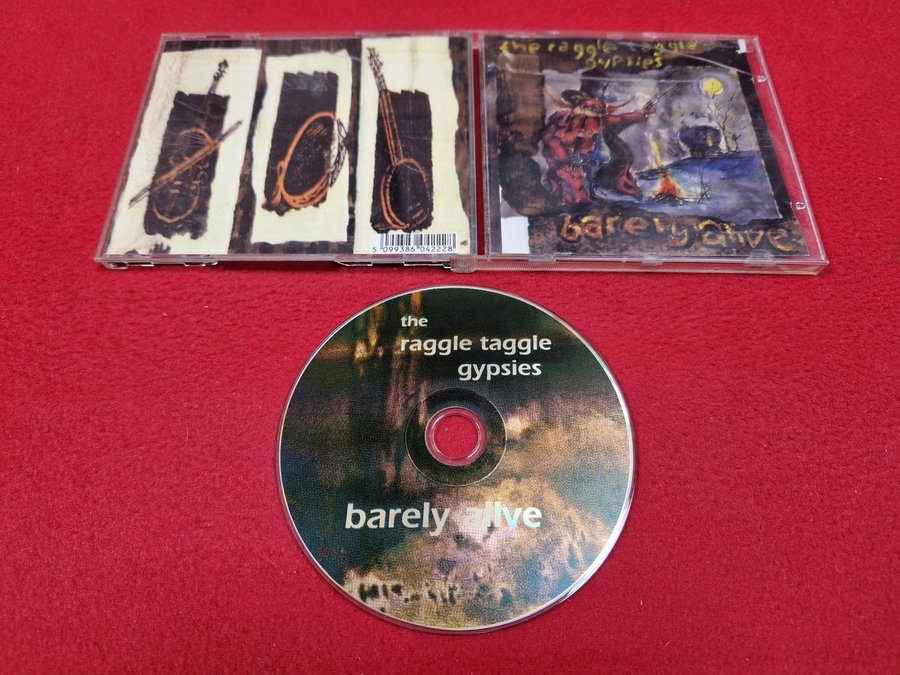 the raggle taggle
gypsies
barely alive
5 099386 042228
the
raggle taggle
gypsies
barely alive